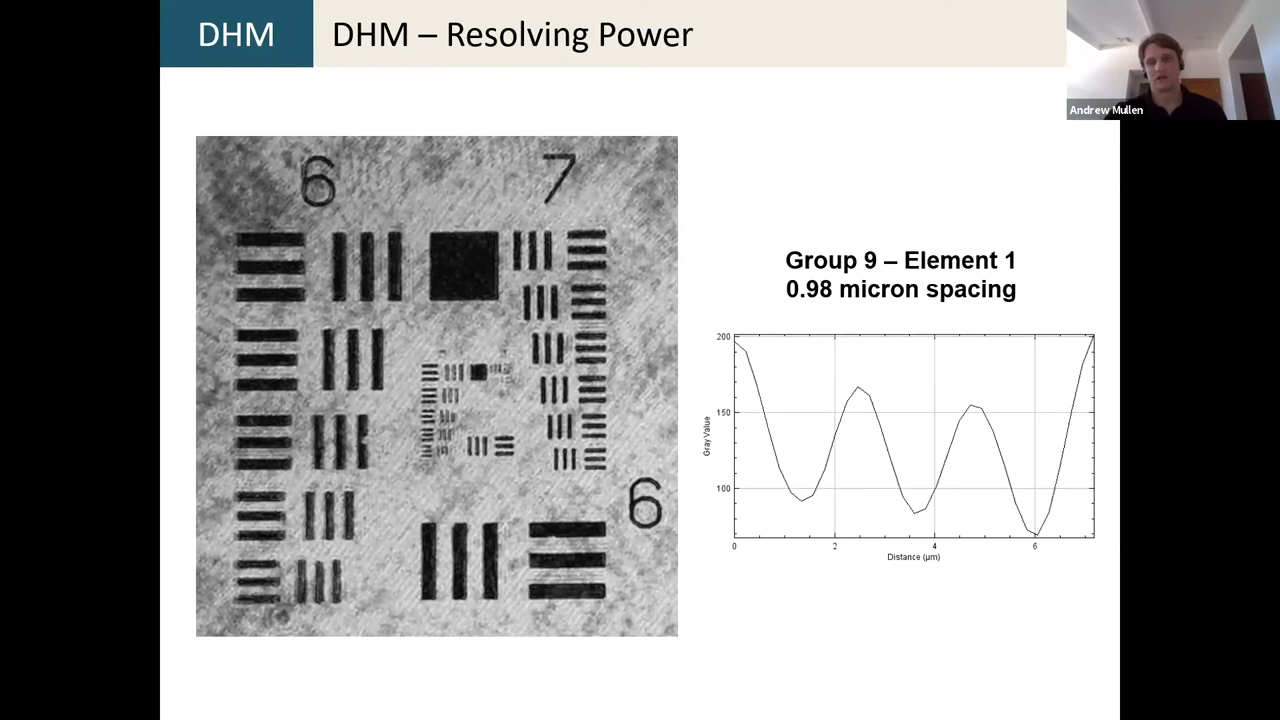 DHM
DHM – Resolving Power
Andrew Mullen
6
7
6
Group 9 – Element 1
0.98 micron spacing
200
150
100
Gray Value
0
2
4
6
Distance (µm)